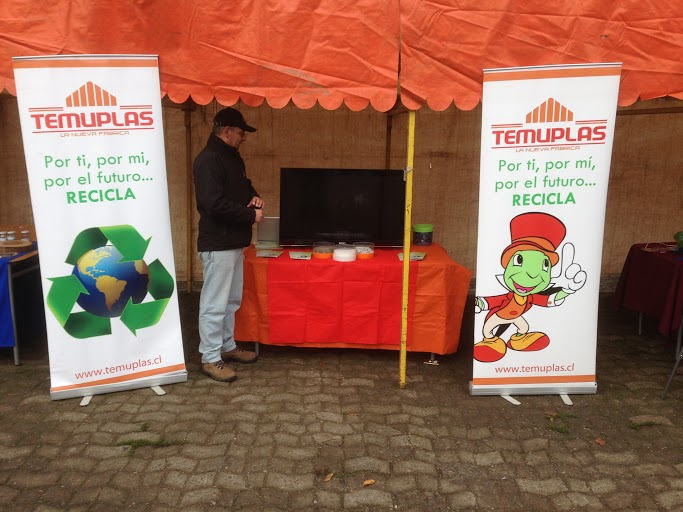 TEMUPLAS
LA NUEVA FABRICA
Por ti, por mi,
por el futuro...
RECICLA
www.temuplas.cl
TEMUPLAS
LA NUEVA FABRICA
Por ti, por mí,
por el futuro...
RECICLA
www.temuplas.cl